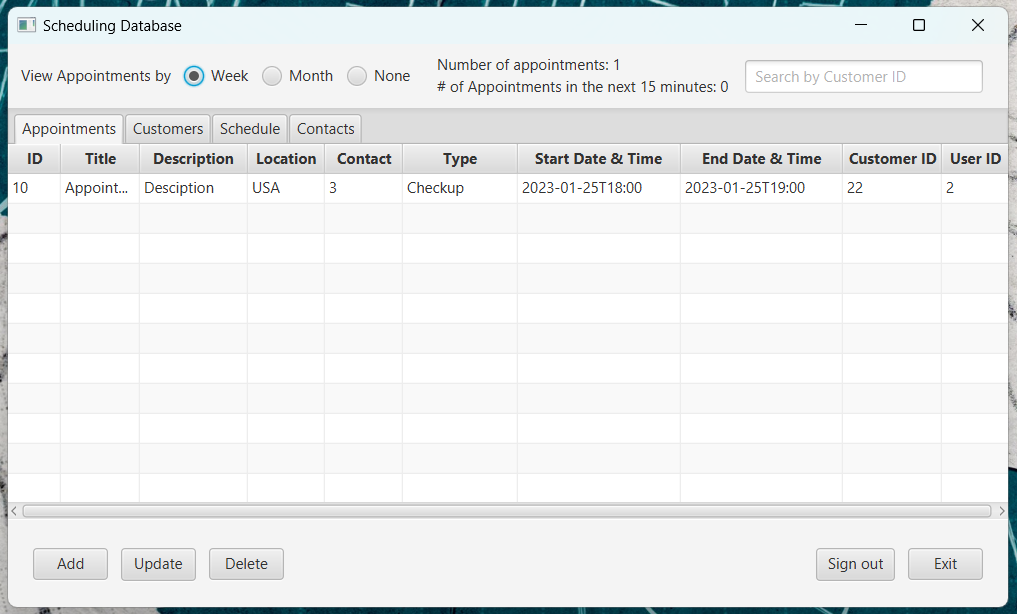 Scheduling Database
View Appointments by Week Month None
Number of appointments: 1
# of Appointments in the next 15 minutes: 0
Search by Customer ID
Appointments Customers Schedule Contacts
ID Title Description Location Contact Type Start Date & Time End Date & Time Customer ID User ID
10 Appoint... Desciption USA 3 Checkup 2023-01-25T18:00 2023-01-25T19:00 22 2
Add Update Delete Sign out Exit